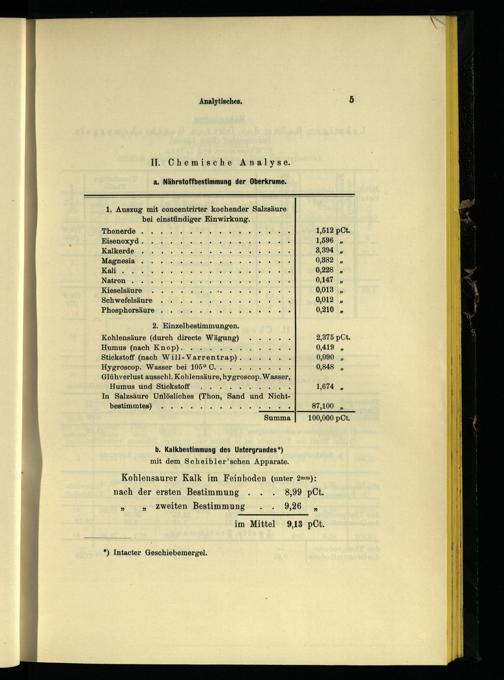 Analytisches. 5
II. Chemische Analyse.
a. Nährstoffbestimmung der Oberkrume.
1. Auszug mit concentrirter kochender Salzsäure
bei einstündiger Einwirkung.
Thonerde . . . . . . . . . . . . . . . . 1,512 pCt.
Eisenoxyd . . . . . . . . . . . . . . . . 1,596 „
Kalkerde . . . . . . . . . . . . . . . . 3,394 „
Magnesia . . . . . . . . . . . . . . . . 0,382 „
Kali . . . . . . . . . . . . . . . . . . 0,228 „
Natron . . . . . . . . . . . . . . . . . 0,147 „
Kieselsäure . . . . . . . . . . . . . . . 0,013 „
Schwefelsäure . . . . . . . . . . . . . . 0,012 „
Phosphorsäure . . . . . . . . . . . . . . 0,210 „
2. Einzelbestimmungen.
Kohlensäure (durch directe Wägung) . . . . . 2,375 pCt.
Humus (nach Knop) . . . . . . . . . . . . 0,419 „
Stickstoff (nach Will-Varrentrap) . . . . . . 0,090 „
Hygroscop. Wasser bei 105° C. . . . . . . . . 0,848 „
Glühverlust ausschl. Kohlensäure, hygroscop. Wasser,
Humus und Stickstoff . . . . . . . . . . 1,674 „
In Salzsäure Unlösliches (Thon, Sand und Nicht-
bestimmtes) . . . . . . . . . . . . . . 87,100 „
Summa 100,000 pCt.
b. Kalkbestimmung des Untergrundes*)
mit dem Scheibler'schen Apparate.
Kohlensaurer Kalk im Feinboden (unter 2mm):
nach der ersten Bestimmung . . . 8,99 pCt.
„ „ zweiten Bestimmung . . 9,26 „
im Mittel 9,13 pCt.
*) Intacter Geschiebemergel.